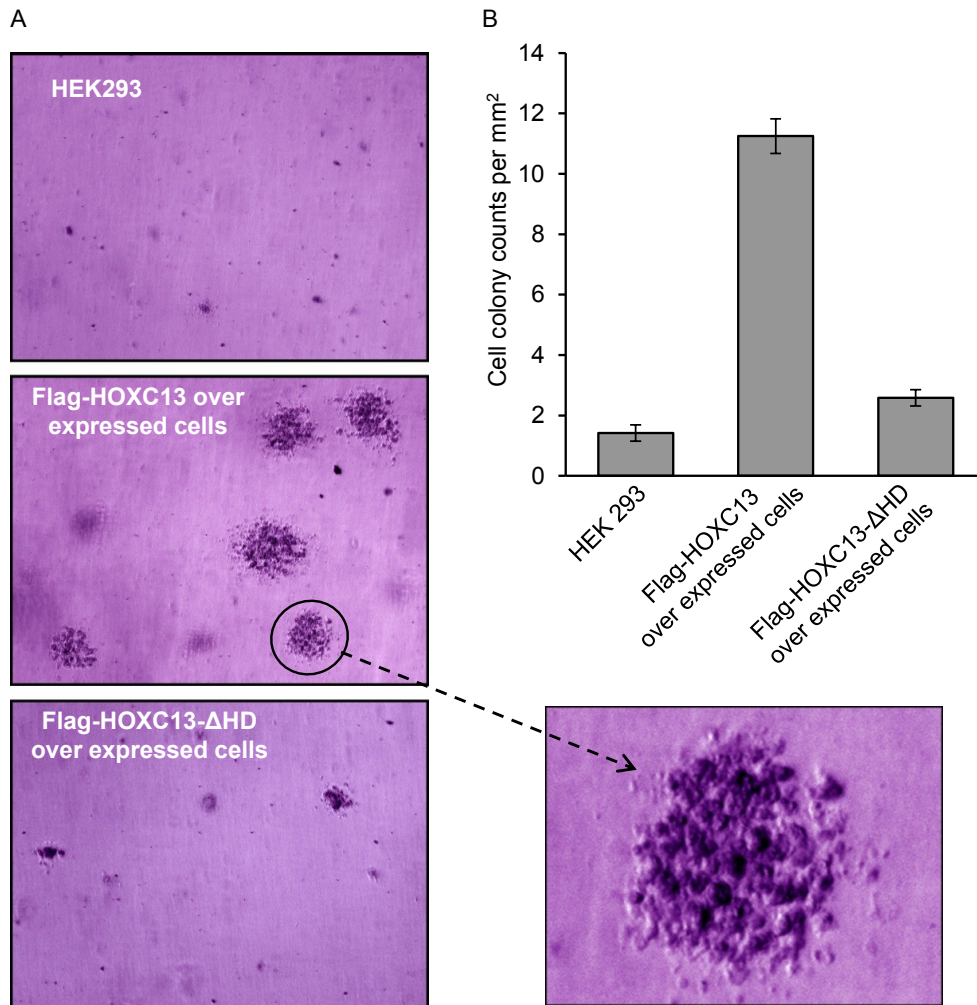 A
HEK293
Flag-HOXC13 over
expressed cells
Flag-HOXC13-ΔHD
over expressed cells
B
Cell colony counts per mm²
14
12
10
8
6
4
2
0
HEK 293
Flag-HOXC13
over expressed cells
Flag-HOXC13-ΔHD
over expressed cells